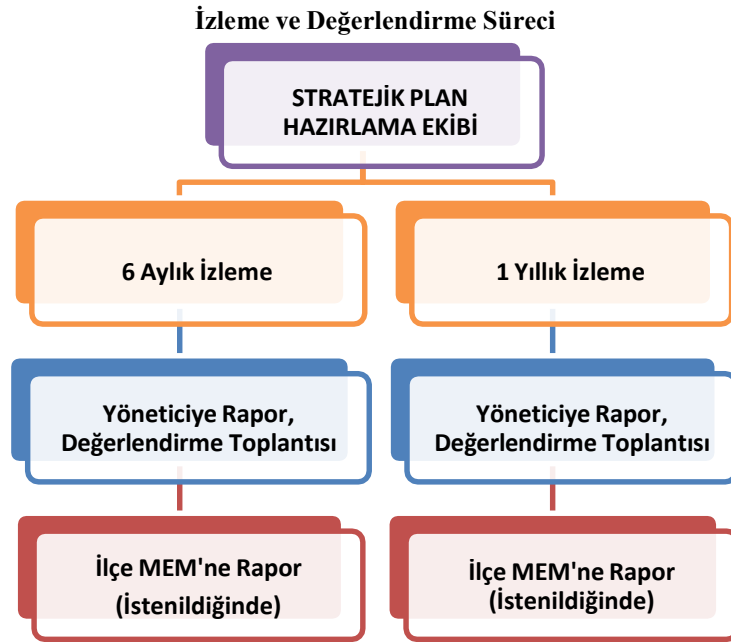 İzleme ve Değerlendirme Süreci
STRATEJİK PLAN
HAZIRLAMA EKİBİ
6 Aylık İzleme
1 Yıllık İzleme
Yöneticiye Rapor,
Değerlendirme Toplantısı
Yöneticiye Rapor,
Değerlendirme Toplantısı
İlçe MEM'ne Rapor
(İstenildiğinde)
İlçe MEM'ne Rapor
(İstenildiğinde)